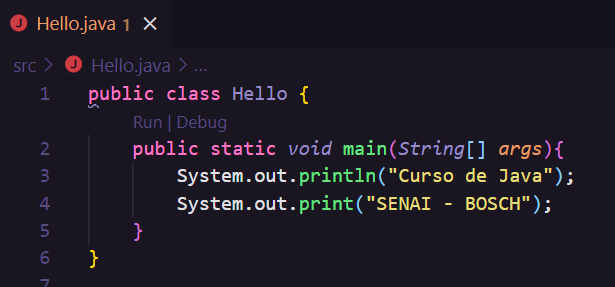 Hello.java 1
src > Hello.java > ...
1 public class Hello {
Run | Debug
2 public static void main(String[] args){
3 System.out.println("Curso de Java");
4 System.out.print("SENAI - BOSCH");
5 }
6 }
7